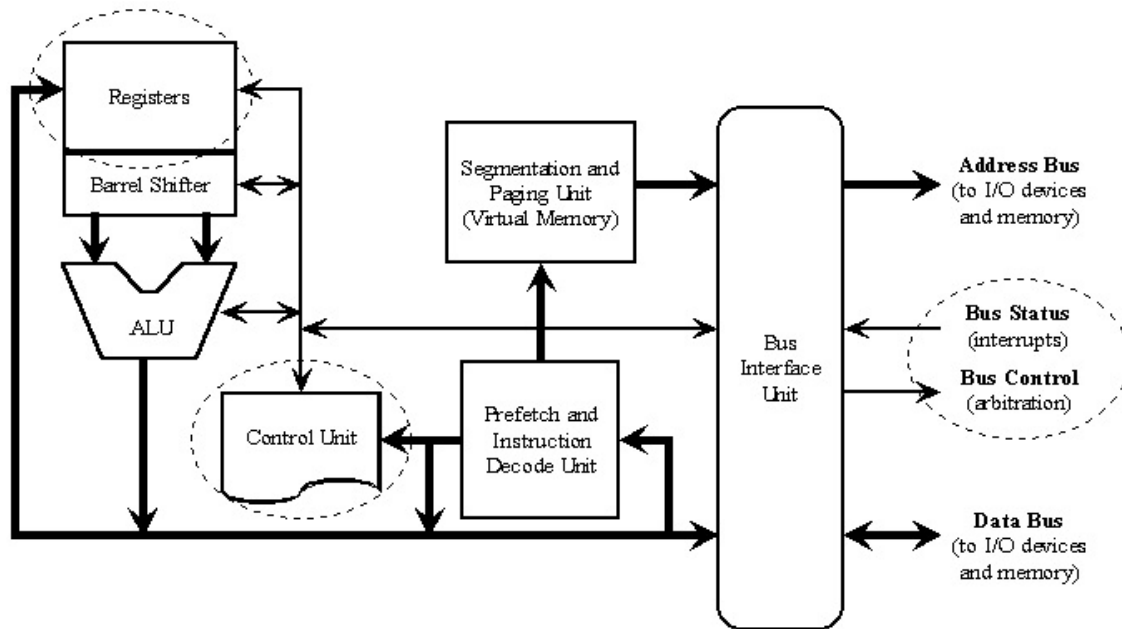 Registers
Barrel Shifter
ALU
Control Unit
Segmentation and
Paging Unit
(Virtual Memory)
Prefetch and
Instruction
Decode Unit
Bus
Interface
Unit
Address Bus
(to I/O devices
and memory)
Bus Status
(interrupts)
Bus Control
(arbitration)
Data Bus
(to I/O devices
and memory)